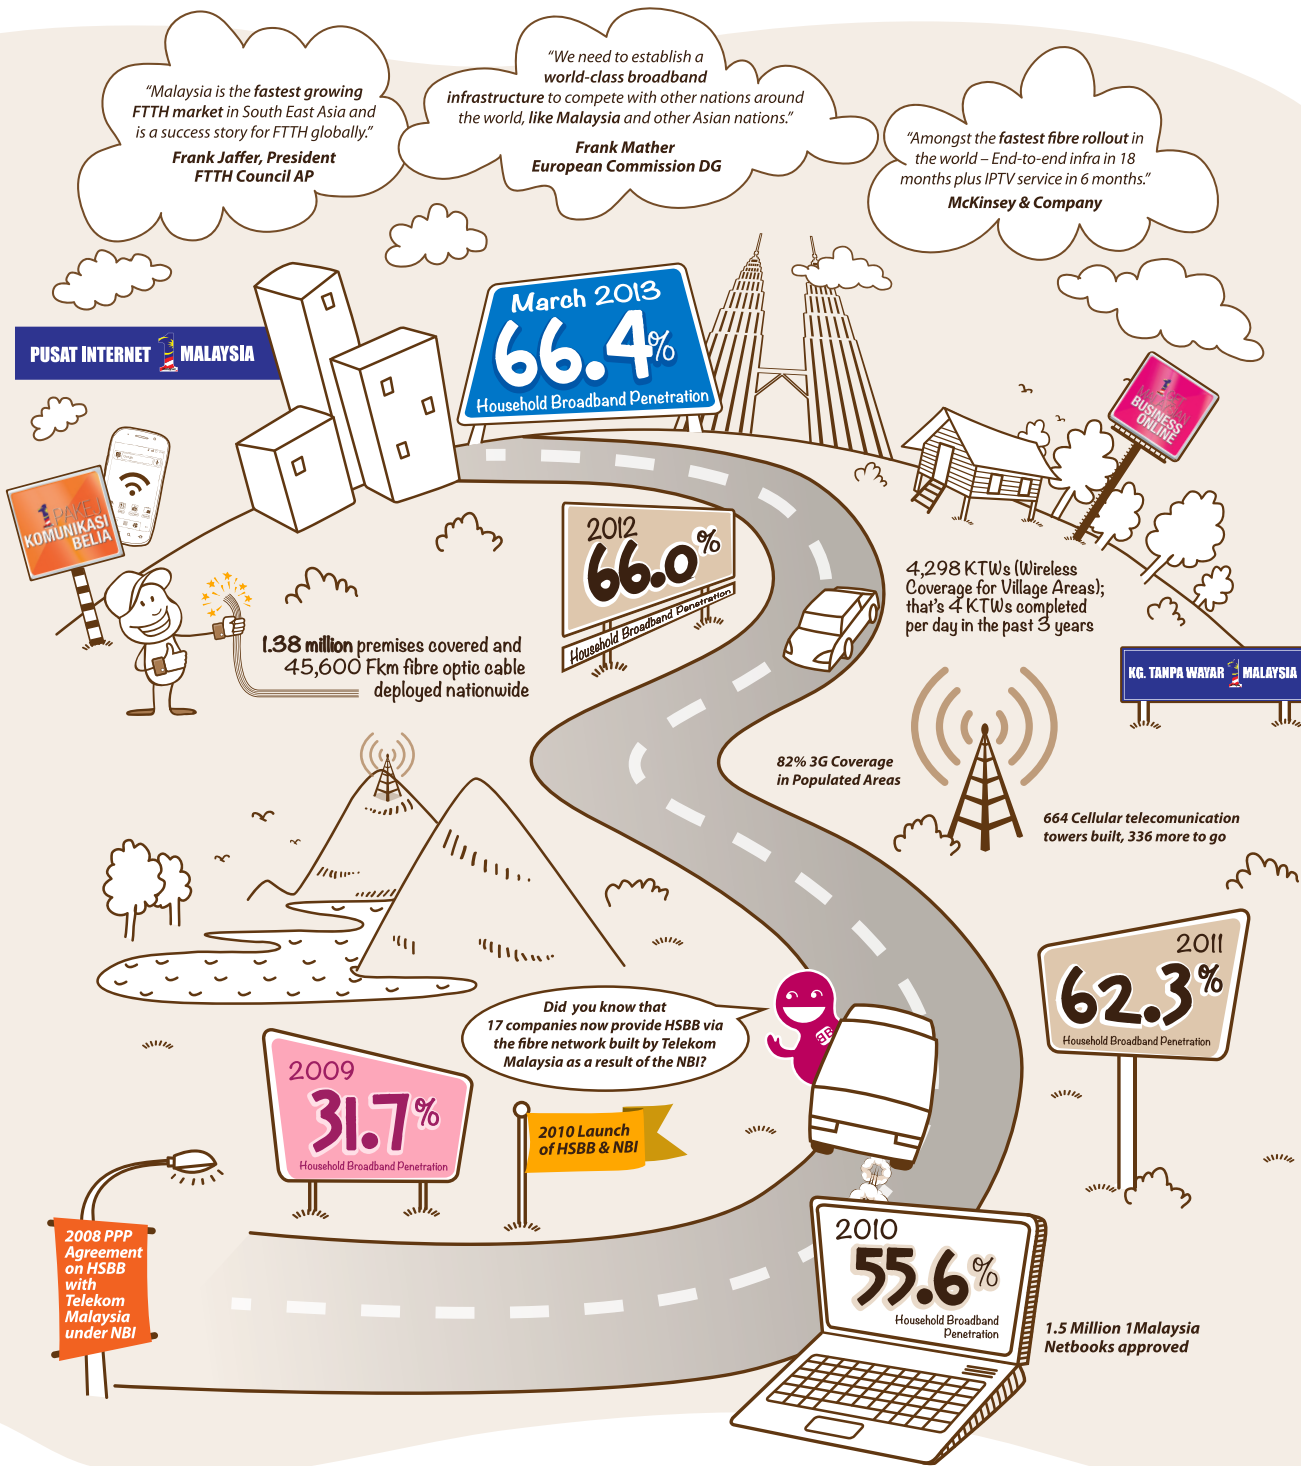 “Malaysia is the fastest growing
FTTH market in South East Asia and
is a success story for FTTH globally.”
Frank Jaffer, President
FTTH Council AP
“We need to establish a
world-class broadband
infrastructure to compete with other nations around
the world, like Malaysia and other Asian nations.”
Frank Mather
European Commission DG
“Amongst the fastest fibre rollout in
the world – End-to-end infra in 18
months plus IPTV service in 6 months.”
McKinsey & Company
PUSAT INTERNET 1 MALAYSIA
March 2013
66.4%
Household Broadband Penetration
BUSINESS
ONLINE
1 PAKEJ
KOMUNIKASI
BELIA
2012
66.0%
Household Broadband Penetration
4,298 KTWs (Wireless
Coverage for Village Areas);
that's 4 KTWs completed
per day in the past 3 years
1.38 million premises covered and
45,600 Fkm fibre optic cable
deployed nationwide
KG. TANPA WAYAR 1 MALAYSIA
82% 3G Coverage
in Populated Areas
664 Cellular telecomunication
towers built, 336 more to go
2011
62.3%
Household Broadband Penetration
Did you know that
17 companies now provide HSBB via
the fibre network built by Telekom
Malaysia as a result of the NBI?
BB
2009
31.7%
Household Broadband Penetration
2010 Launch
of HSBB & NBI
2008 PPP
Agreement
on HSBB
with
Telekom
Malaysia
under NBI
2010
55.6%
Household Broadband
Penetration
1.5 Million 1Malaysia
Netbooks approved